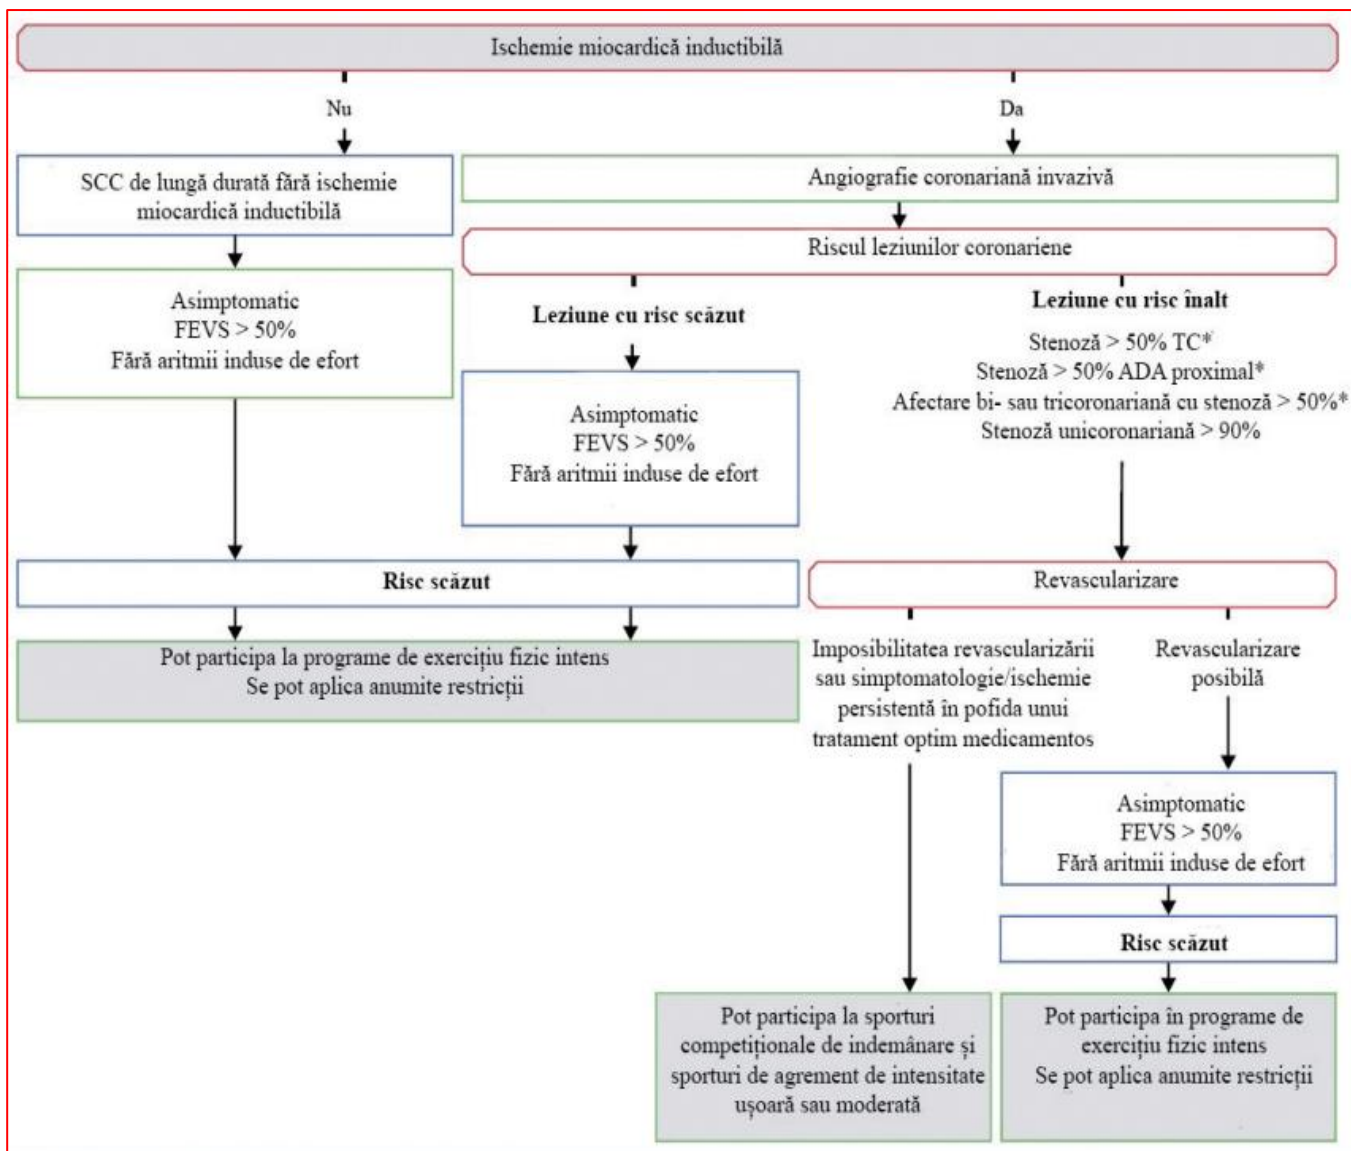 Ischemie miocardică inductibilă
Nu
Da
SCC de lungă durată fără ischemie
miocardică inductibilă
Angiografie coronariană invazivă
Riscul leziunilor coronariene
Asimptomatic
FEVS > 50%
Fără aritmii induse de efort
Leziune cu risc scăzut
Leziune cu risc înalt
Stenoză > 50% TC*
Stenoză > 50% ADA proximal*
Afectare bi- sau tricoronariană cu stenoză > 50%*
Stenoză unicoronariană > 90%
Asimptomatic
FEVS > 50%
Fără aritmii induse de efort
Risc scăzut
Revascularizare
Pot participa la programe de exercițiu fizic intens
Se pot aplica anumite restricții
Imposibilitatea revascularizării
sau simptomatologie/ischemie
persistentă în pofida unui
tratament optim medicamentos
Revascularizare
posibilă
Asimptomatic
FEVS > 50%
Fără aritmii induse de efort
Risc scăzut
Pot participa la sporturi
competiționale de indemânare și
sporturi de agrement de intensitate
ușoară sau moderată
Pot participa în programe de
exercițiu fizic intens
Se pot aplica anumite restricții